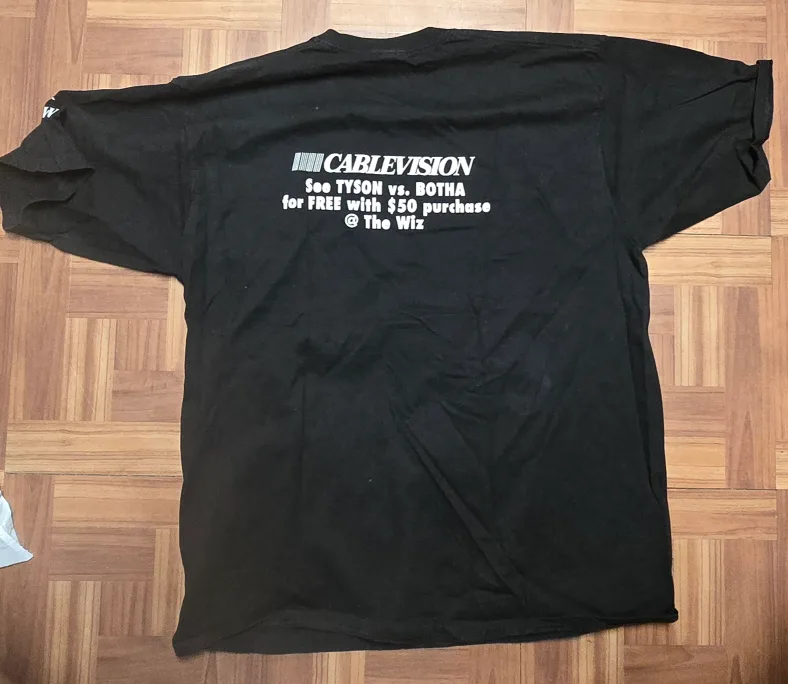 CABLEVISION
See TYSON vs. BOTHA
for FREE with $50 purchase
@ The Wiz
W